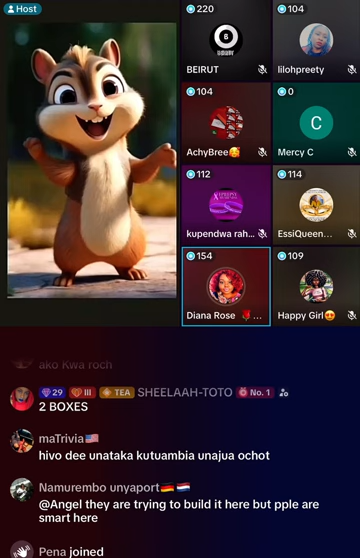 Host
220
BEIRUT
104
lilohpreety
104
AchyBree🥰
0
C
Mercy C
112
kupendwa rah...
114
EssiQueen...
154
Diana Rose 🌹...
109
Happy Girl😍
ako Kwa roch
29 III TEA SHEELAAH-TOTO No. 1
2 BOXES
maTrivia🇺🇸
hivo dee unataka kutuambia unajua ochot
Namurembo unyaport🇩🇪 🇳🇱
@Angel they are trying to build it here but pple are
smart here
Pena joined